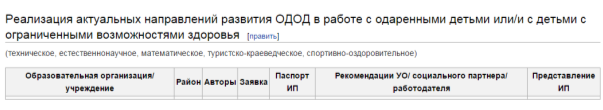 Реализация актуальных направлений развития ОДОД в работе с одаренными детьми или/и с детьми с
ограниченными возможностями здоровья [править]
(техническое, естественнонаучное, математическое, туристско-краеведческое, спортивно-оздоровительное)
Образовательная организация/ Район Авторы Заявка Паспорт Рекомендации УО/ социального партнера/ Представление
учреждение ИП работодателя ИП